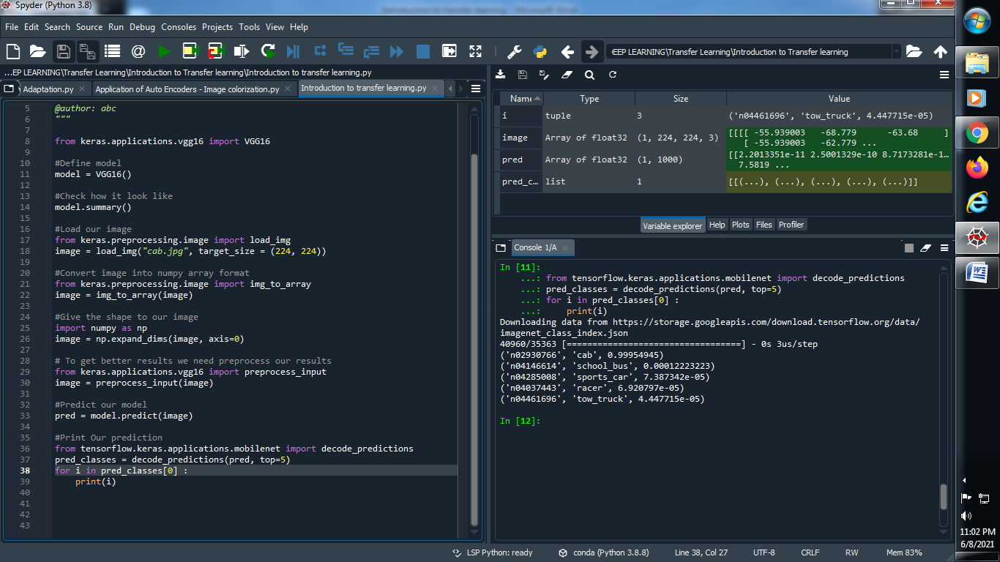 Spyder (Python 3.8)
File Edit Search Source Run Debug Consoles Projects Tools View Help
EEP LEARNING\Transfer Learning\Introduction to Transfer learning
...EP LEARNING\Transfer Learning\Introduction to Transfer learning\Introduction to transfer learning.py
Adaptation.py Application of Auto Encoders - Image colorization.py Introduction to transfer learning.py
5 @author: abc
6 """
7
8 from keras.applications.vgg16 import VGG16
9
10 #Define model
11 model = VGG16()
12
13 #Check how it look like
14 model.summary()
15
16 #Load our image
17 from keras.preprocessing.image import load_img
18 image = load_img("cab.jpg", target_size = (224, 224))
19
20 #Convert image into numpy array format
21 from keras.preprocessing.image import img_to_array
22 image = img_to_array(image)
23
24 #Give the shape to our image
25 import numpy as np
26 image = np.expand_dims(image, axis=0)
27
28 # To get better results we need preprocess our results
29 from keras.applications.vgg16 import preprocess_input
30 image = preprocess_input(image)
31
32 #Predict our model
33 pred = model.predict(image)
34
35 #Print Our prediction
36 from tensorflow.keras.applications.mobilenet import decode_predictions
37 pred_classes = decode_predictions(pred, top=5)
38 for i in pred_classes[0] :
39     print(i)
40
41
42
43
Name Type Size Value
i tuple 3 ('n04461696', 'tow_truck', 4.447715e-05)
image Array of float32 (1, 224, 224, 3) [[[[ -55.939003 -68.779 -63.68 ]
[ -55.939003 -62.779 ...
pred Array of float32 (1, 1000) [[2.2013351e-11 2.5001329e-10 8.7173281e-1…
7.5819 ...
pred_c… list 1 [[(...), (...), (...), (...), (...)]]
Variable explorer Help Plots Files Profiler
Console 1/A
In [11]:
...: from tensorflow.keras.applications.mobilenet import decode_predictions
...: pred_classes = decode_predictions(pred, top=5)
...: for i in pred_classes[0] :
...:     print(i)
Downloading data from https://storage.googleapis.com/download.tensorflow.org/data/
imagenet_class_index.json
40960/35363 [==================================] - 0s 3us/step
('n02930766', 'cab', 0.99954945)
('n04146614', 'school_bus', 0.00012223223)
('n04285008', 'sports_car', 7.387342e-05)
('n04037443', 'racer', 6.920797e-05)
('n04461696', 'tow_truck', 4.447715e-05)
In [12]:
LSP Python: ready conda (Python 3.8.8) Line 38, Col 27 UTF-8 CRLF RW Mem 83%
11:02 PM
6/8/2021